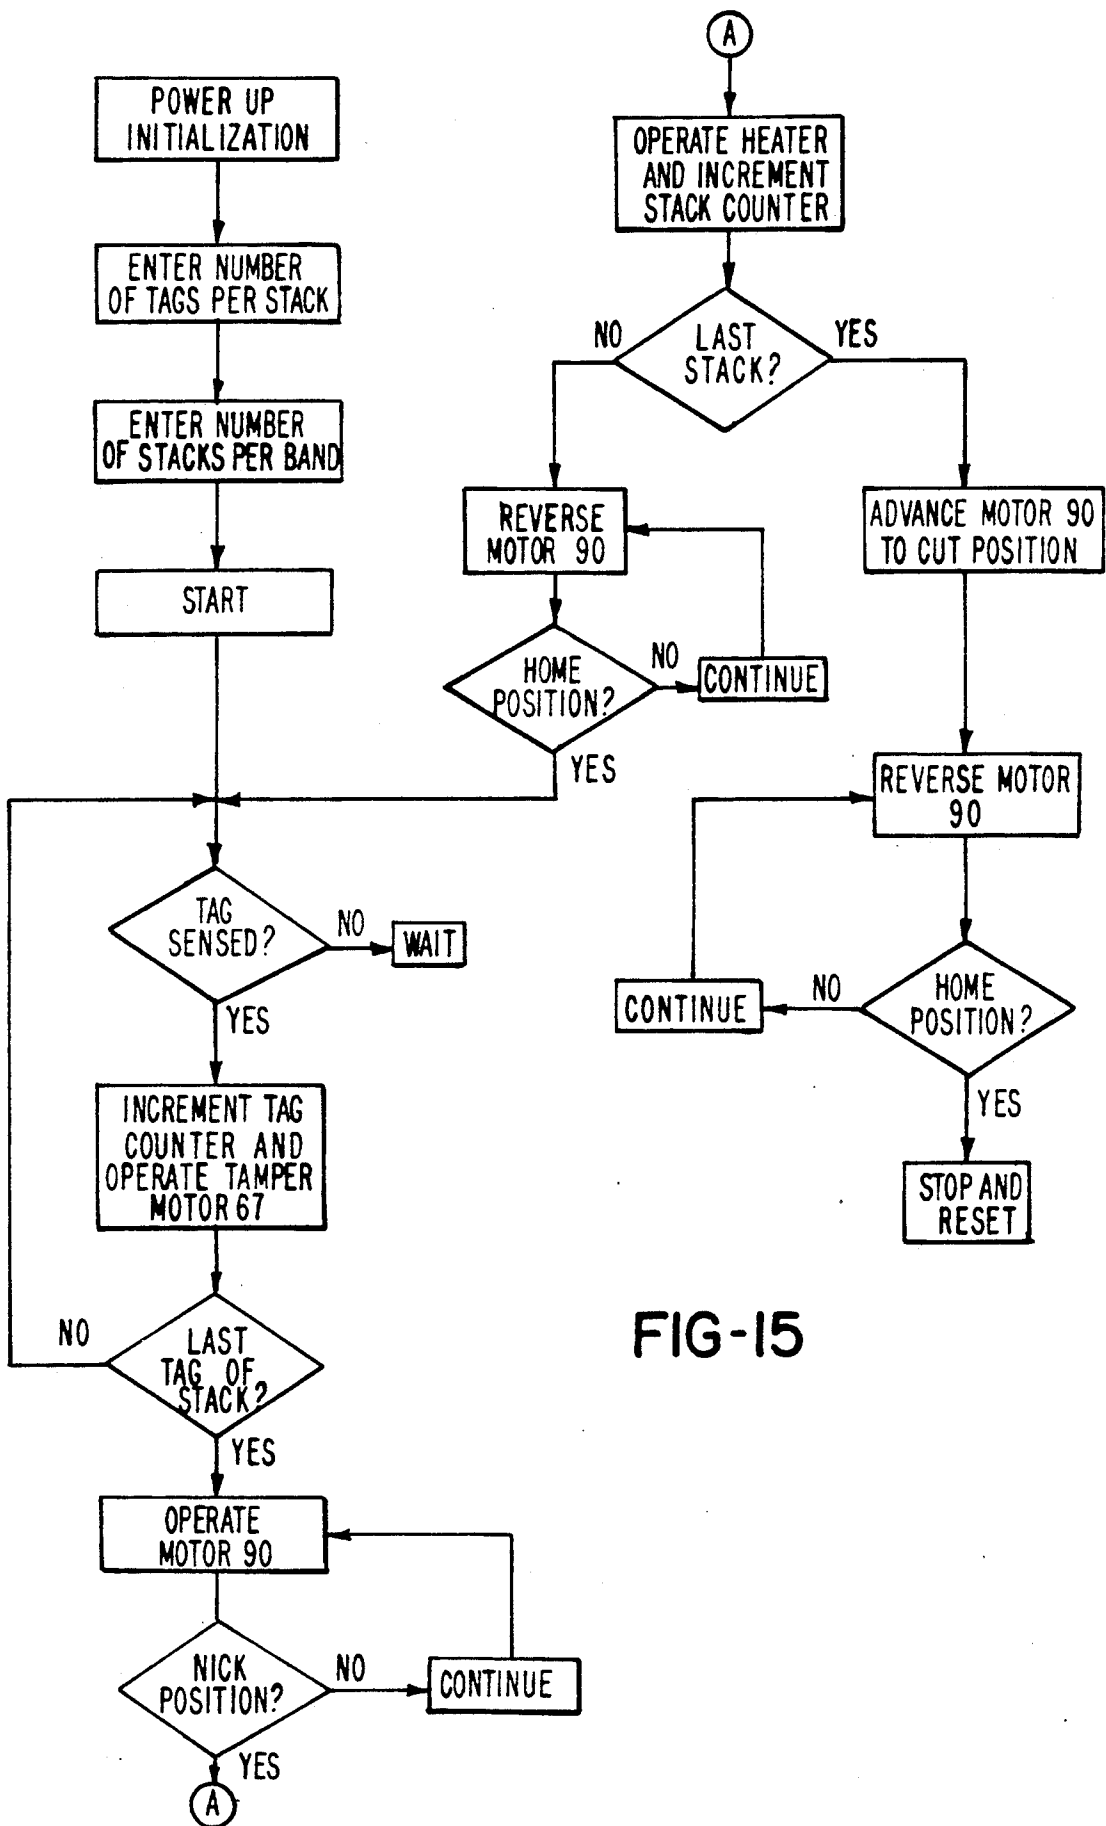 POWER UP
INITIALIZATION
ENTER NUMBER
OF TAGS PER STACK
ENTER NUMBER
OF STACKS PER BAND
START
TAG
SENSED?
NO
WAIT
YES
INCREMENT TAG
COUNTER AND
OPERATE TAMPER
MOTOR 67
NO
LAST
TAG OF
STACK?
YES
OPERATE
MOTOR 90
NICK
POSITION?
NO
CONTINUE
YES
A
A
OPERATE HEATER
AND INCREMENT
STACK COUNTER
NO
LAST
STACK?
YES
REVERSE
MOTOR 90
HOME
POSITION?
NO
CONTINUE
YES
ADVANCE MOTOR 90
TO CUT POSITION
REVERSE MOTOR
90
HOME
POSITION?
NO
CONTINUE
YES
STOP AND
RESET
FIG-15